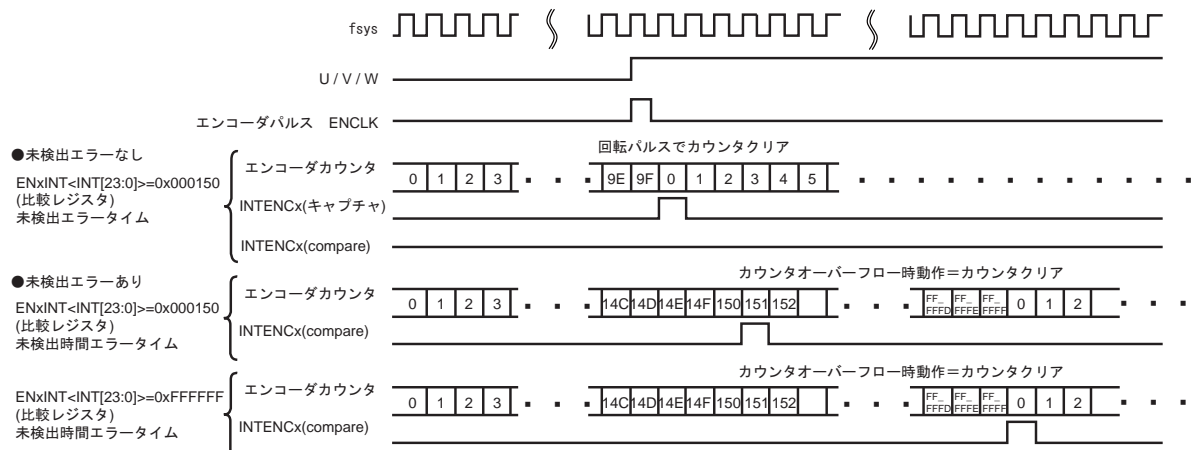 fsys
U / V / W
エンコーダパルス ENCLK
●未検出エラーなし
ENxINT<INT[23:0]>=0x000150
(比較レジスタ)
未検出エラータイム
回転パルスでカウンタクリア
エンコーダカウンタ
0 1 2 3 9E 9F 0 1 2 3 4 5
INTENCx(キャプチャ)
INTENCx(compare)
●未検出エラーあり
ENxINT<INT[23:0]>=0x000150
(比較レジスタ)
未検出時間エラータイム
カウンタオーバーフロー時動作＝カウンタクリア
エンコーダカウンタ
0 1 2 3 14C 14D 14E 14F 150 151 152 FF_FFFD FF_FFFE FF_FFFF 0 1 2
INTENCx(compare)
ENxINT<INT[23:0]>=0xFFFFFF
(比較レジスタ)
未検出時間エラータイム
カウンタオーバーフロー時動作＝カウンタクリア
エンコーダカウンタ
0 1 2 3 14C 14D 14E 14F 150 151 152 FF_FFFD FF_FFFE FF_FFFF 0 1 2
INTENCx(compare)